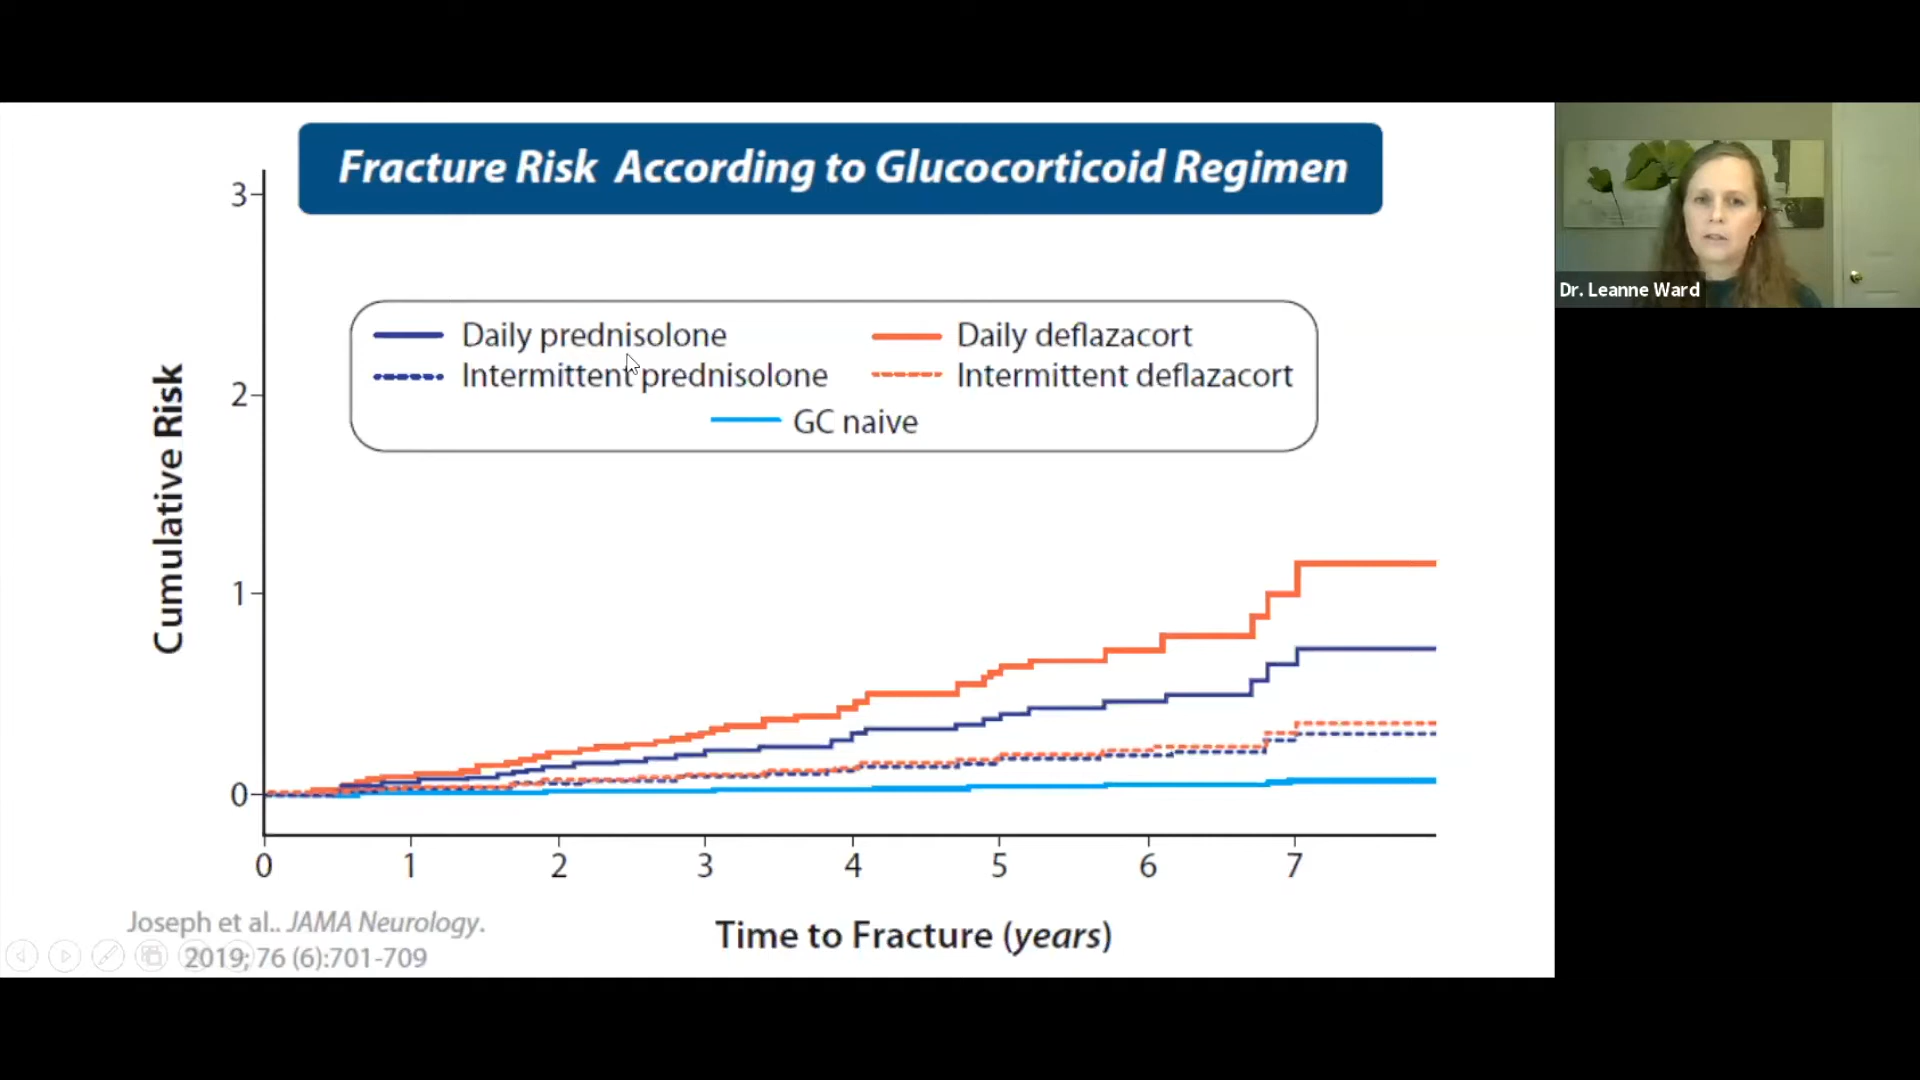 Fracture Risk According to Glucocorticoid Regimen
Daily prednisolone
Daily deflazacort
Intermittent prednisolone
Intermittent deflazacort
GC naive
Cumulative Risk
3
2
1
0
0 1 2 3 4 5 6 7
Time to Fracture (years)
Joseph et al.. JAMA Neurology.
2019; 76 (6):701-709
Dr. Leanne Ward